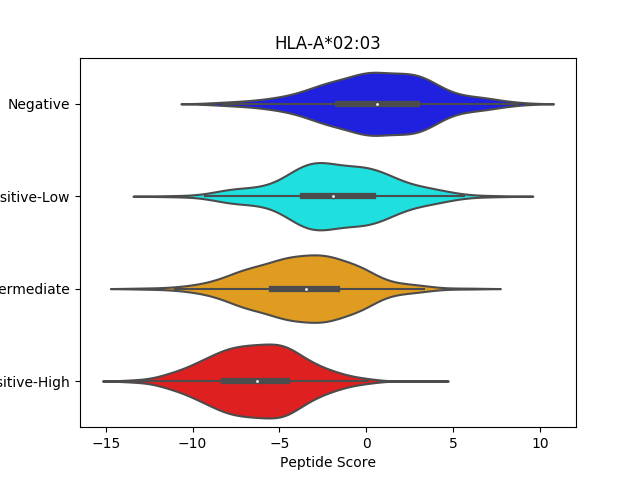 HLA-A*02:03
Negative
sitive-Low
ermediate
sitive-High
−15 −10 −5 0 5 10
Peptide Score